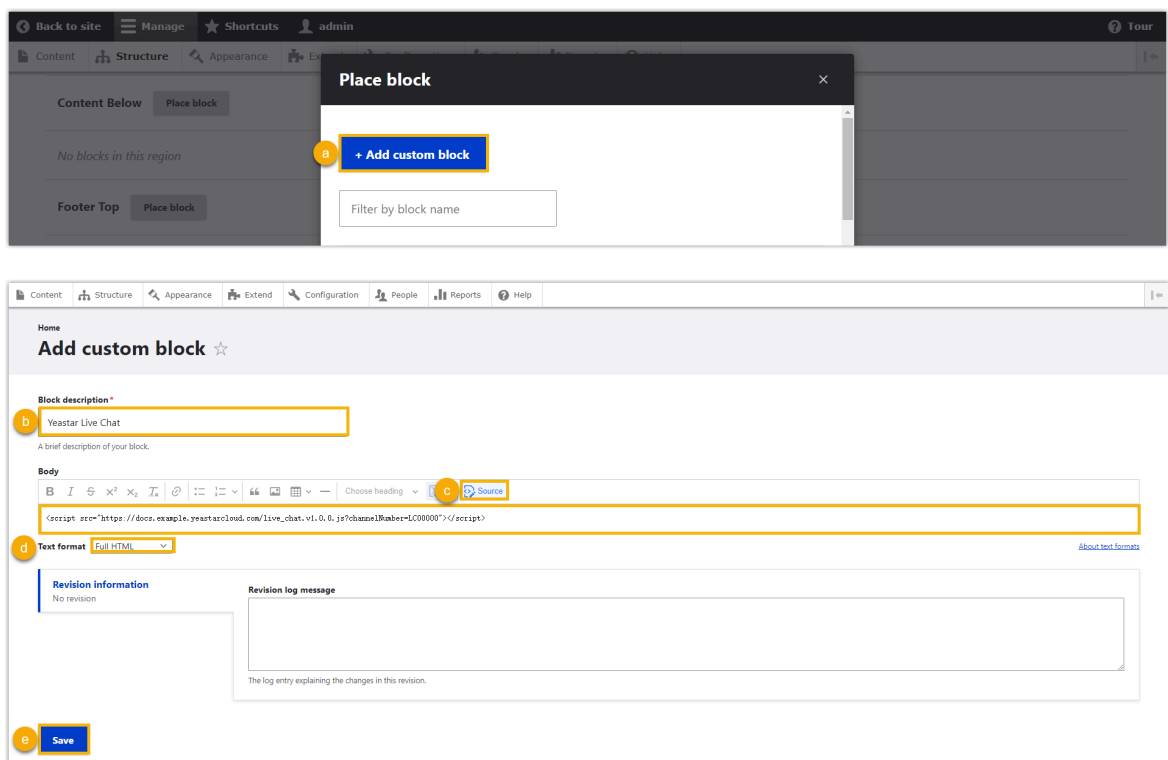 Back to site Manage Shortcuts admin Tour
Content Structure Appearance
Place block
Content Below Place block
a + Add custom block
No blocks in this region
Filter by block name
Footer Top Place block
Content Structure Appearance Extend Configuration People Reports Help
Home
Add custom block
Block description*
b Yeastar Live Chat
A brief description of your block.
Body
B I S x² x₂ Tx Choose heading c Source
<script src="https://docs.example.yeastarcloud.com/live_chat.v1.0.0.js?channelNumber=LC00000"></script>
d Text format Full HTML About text formats
Revision information
No revision
Revision log message
The log entry explaining the changes in this revision.
e Save